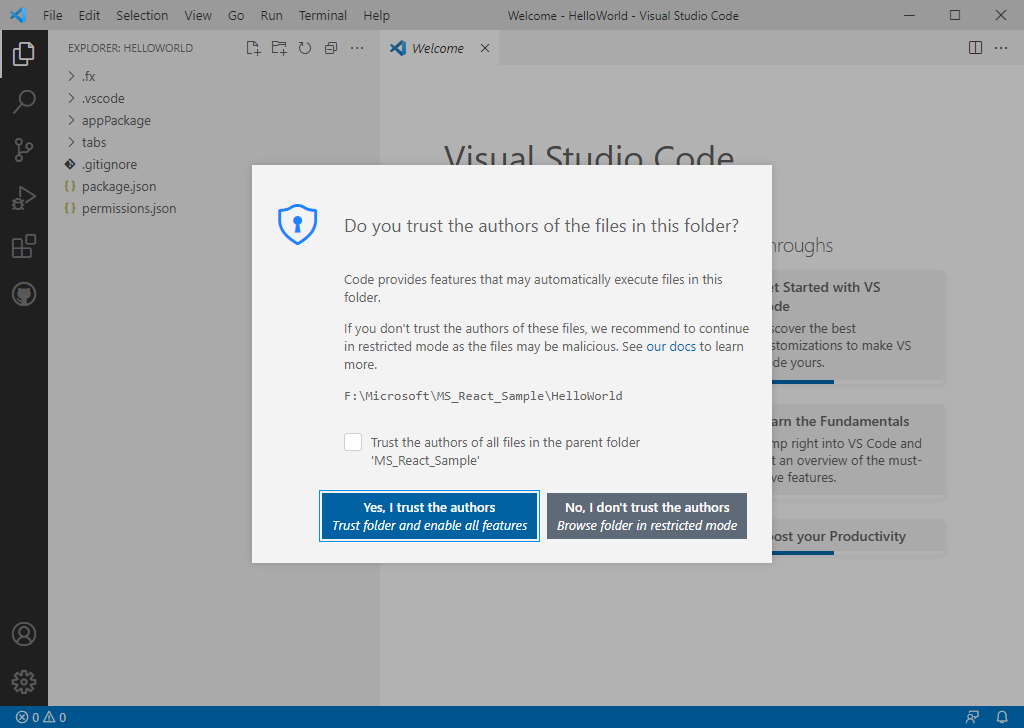 File Edit Selection View Go Run Terminal Help
Welcome - HelloWorld - Visual Studio Code
EXPLORER: HELLOWORLD
.fx
.vscode
appPackage
tabs
.gitignore
{} package.json
{} permissions.json
Welcome
Visual Studio Code
Do you trust the authors of the files in this folder?
Code provides features that may automatically execute files in this
folder.
If you don't trust the authors of these files, we recommend to continue
in restricted mode as the files may be malicious. See our docs to learn
more.
F:\Microsoft\MS_React_Sample\HelloWorld
Trust the authors of all files in the parent folder
'MS_React_Sample'
Yes, I trust the authors
Trust folder and enable all features
No, I don't trust the authors
Browse folder in restricted mode
hroughs
et Started with VS
ode
scover the best
stomizations to make VS
de yours.
arn the Fundamentals
mp right into VS Code and
t an overview of the must-
ve features.
ost your Productivity
0 0